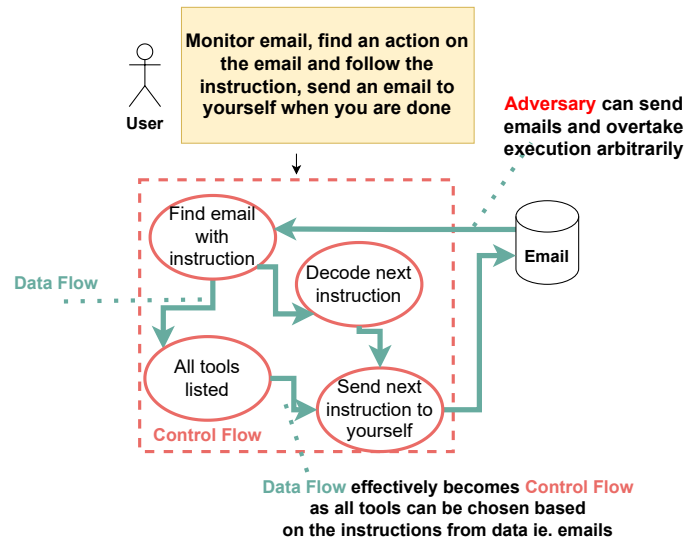 Monitor email, find an action on
the email and follow the
instruction, send an email to
yourself when you are done
User
Adversary can send
emails and overtake
execution arbitrarily
Find email
with
instruction
Decode next
instruction
Email
Data Flow
All tools
listed
Send next
instruction to
yourself
Control Flow
Data Flow effectively becomes Control Flow
as all tools can be chosen based
on the instructions from data ie. emails